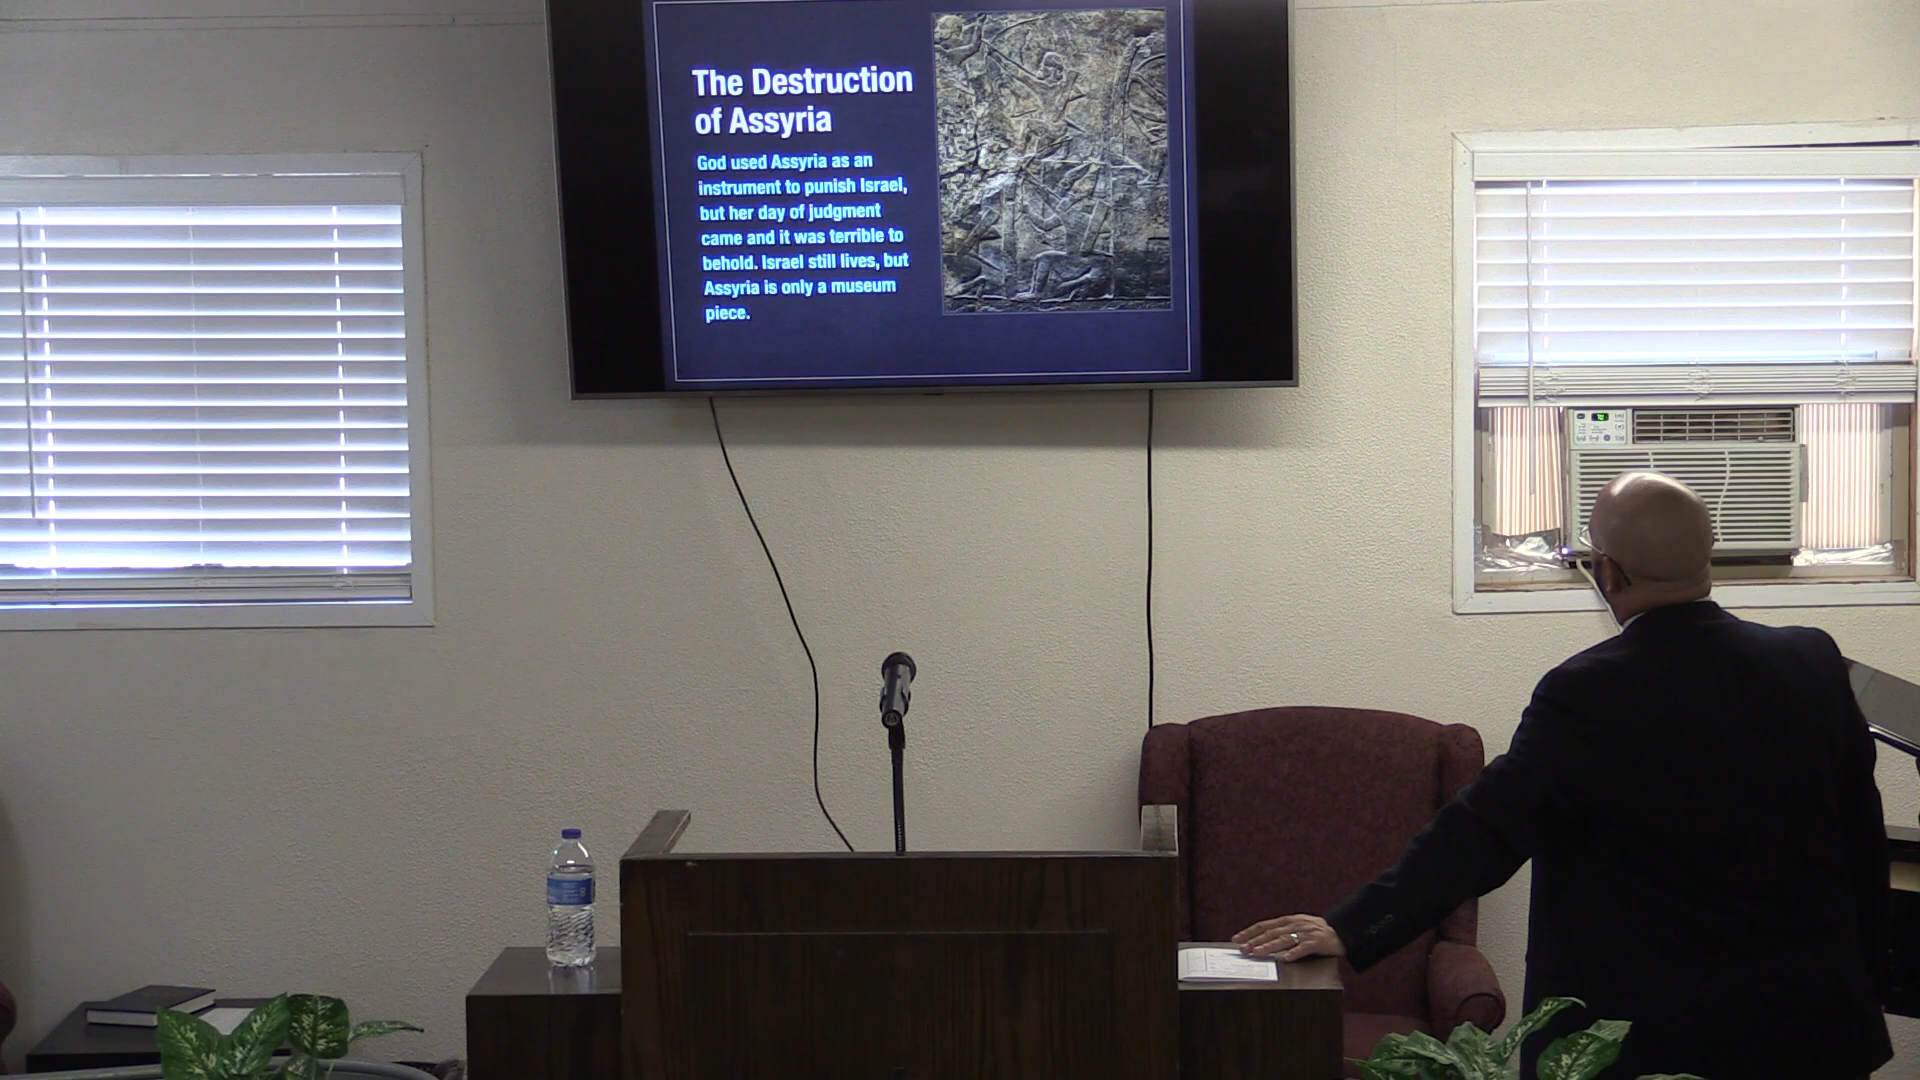 The Destruction
of Assyria
God used Assyria as an
instrument to punish Israel,
but her day of judgment
came and it was terrible to
behold. Israel still lives, but
Assyria is only a museum
piece.